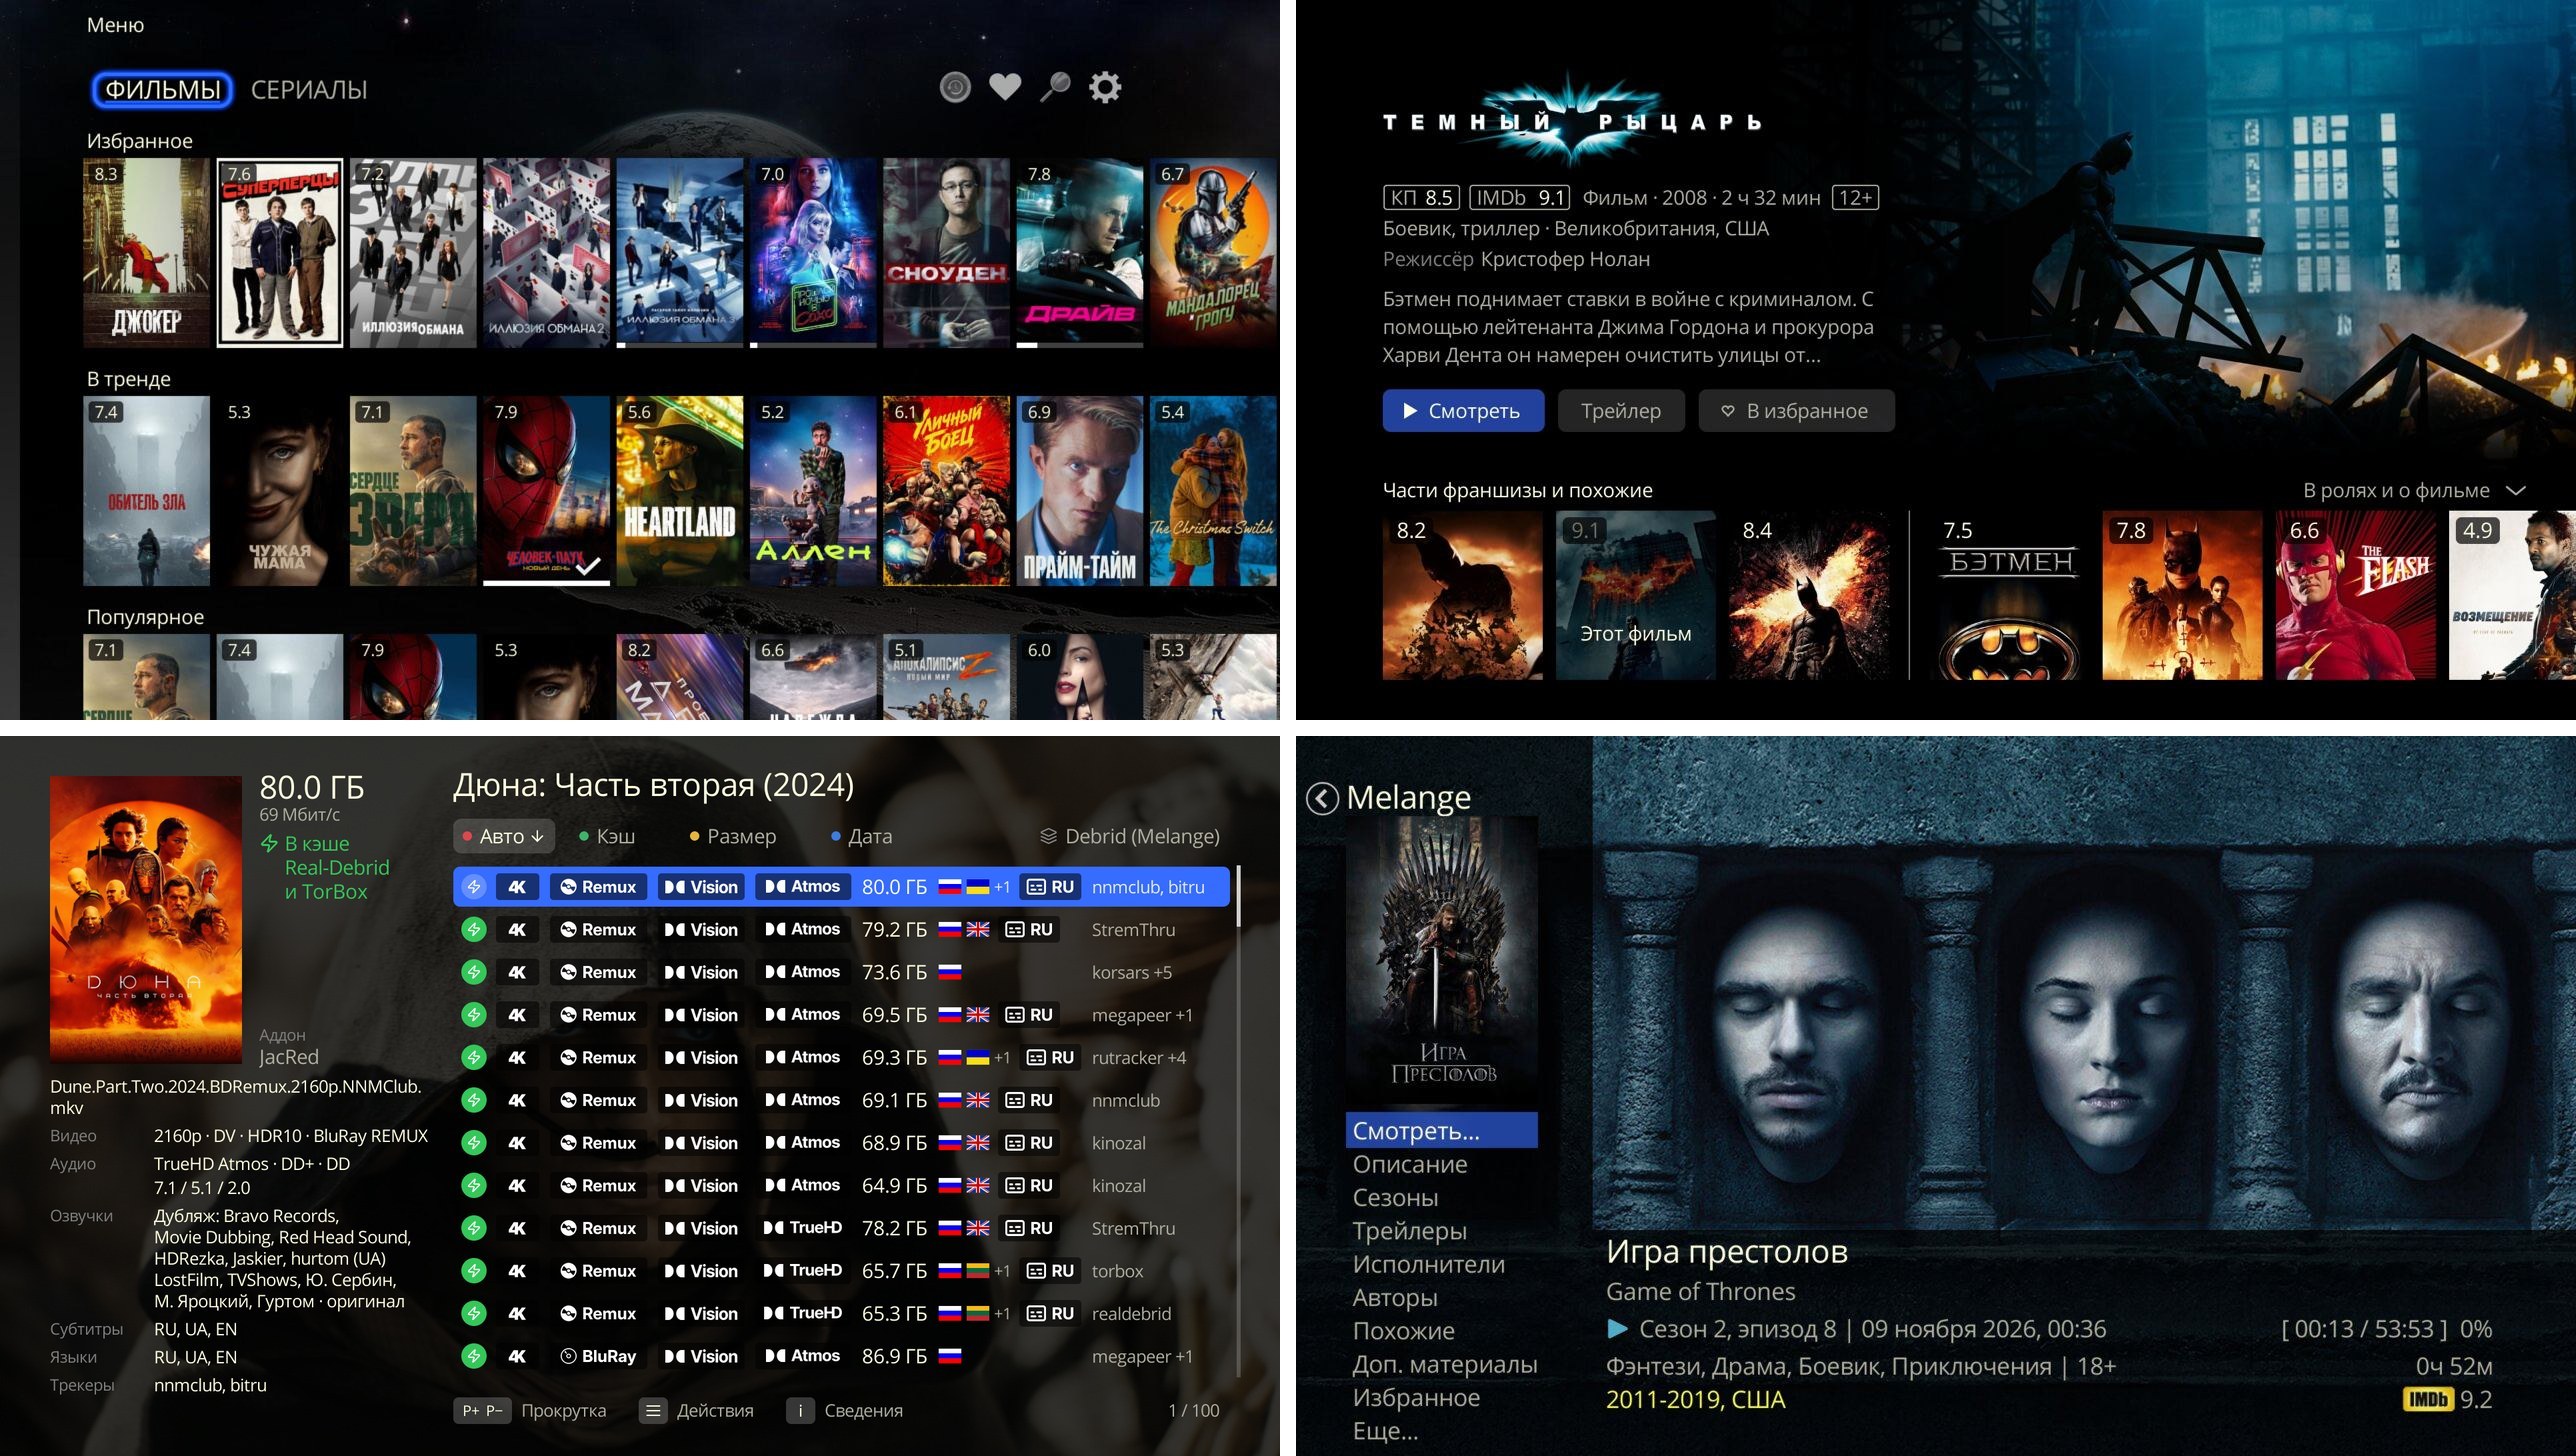 Меню
ФИЛЬМЫ СЕРИАЛЫ
Избранное
8.3 7.6 7.2 7.0 7.8 6.7
ДЖОКЕР
СУПЕРПЕРЦЫ
ИЛЛЮЗИЯ ОБМАНА
ИЛЛЮЗИЯ ОБМАНА 2
ИЛЛЮЗИЯ ОБМАНА 3
ПРОШЛОЙ НОЧЬЮ В СОХО
СНОУДЕН
ДРАЙВ
МАНДАЛОРЕЦ ГРОГУ
В тренде
7.4 5.3 7.1 7.9 5.6 5.2 6.1 6.9 5.4
ОБИТЕЛЬ ЗЛА
ЧУЖАЯ МАМА
СЕРДЦЕ ЗВЕРЯ
ЧЕЛОВЕК-ПАУК НОВЫЙ ДЕНЬ
HEARTLAND
Аллен
УЛИЧНЫЙ БОЕЦ
ПРАЙМ-ТАЙМ
The Christmas Switch
Популярное
7.1 7.4 7.9 5.3 8.2 6.6 5.1 6.0 5.3
СЕРДЦЕ
АПОКАЛИПСИС Z
НОВЫЙ МИР
НАДЕЖДА
ТЕМНЫЙ РЫЦАРЬ
КП 8.5 IMDb 9.1 Фильм · 2008 · 2 ч 32 мин 12+
Боевик, триллер · Великобритания, США
Режиссёр Кристофер Нолан
Бэтмен поднимает ставки в войне с криминалом. С
помощью лейтенанта Джима Гордона и прокурора
Харви Дента он намерен очистить улицы от...
Смотреть Трейлер В избранное
Части франшизы и похожие В ролях и о фильме
8.2 9.1 8.4 7.5 7.8 6.6 4.9
Этот фильм
БЭТМЕН
THE FLASH
ВОЗМЕЩЕНИЕ
80.0 ГБ
69 Мбит/с
В кэше
Real-Debrid
и TorBox
ДЮНА
ЧАСТЬ ВТОРАЯ
Аддон
JacRed
Dune.Part.Two.2024.BDRemux.2160p.NNMClub.
mkv
Видео 2160p · DV · HDR10 · BluRay REMUX
Аудио TrueHD Atmos · DD+ · DD
7.1 / 5.1 / 2.0
Озвучки Дубляж: Bravo Records,
Movie Dubbing, Red Head Sound,
HDRezka, Jaskier, hurtom (UA)
LostFilm, TVShows, Ю. Сербин,
М. Яроцкий, Гуртом · оригинал
Субтитры RU, UA, EN
Языки RU, UA, EN
Трекеры nnmclub, bitru
Дюна: Часть вторая (2024)
Авто ↓ Кэш Размер Дата Debrid (Melange)
4K Remux Vision Atmos 80.0 ГБ +1 RU nnmclub, bitru
4K Remux Vision Atmos 79.2 ГБ RU StremThru
4K Remux Vision Atmos 73.6 ГБ korsars +5
4K Remux Vision Atmos 69.5 ГБ RU megapeer +1
4K Remux Vision Atmos 69.3 ГБ +1 RU rutracker +4
4K Remux Vision Atmos 69.1 ГБ RU nnmclub
4K Remux Vision Atmos 68.9 ГБ RU kinozal
4K Remux Vision Atmos 64.9 ГБ RU kinozal
4K Remux Vision TrueHD 78.2 ГБ RU StremThru
4K Remux Vision TrueHD 65.7 ГБ +1 RU torbox
4K Remux Vision TrueHD 65.3 ГБ +1 RU realdebrid
4K BluRay Vision Atmos 86.9 ГБ megapeer +1
P+ P− Прокрутка Действия i Сведения 1 / 100
Melange
ИГРА
ПРЕСТОЛОВ
Смотреть...
Описание
Сезоны
Трейлеры
Исполнители
Авторы
Похожие
Доп. материалы
Избранное
Еще...
Игра престолов
Game of Thrones
Сезон 2, эпизод 8 | 09 ноября 2026, 00:36 [ 00:13 / 53:53 ] 0%
Фэнтези, Драма, Боевик, Приключения | 18+ 0ч 52м
2011-2019, США IMDb 9.2